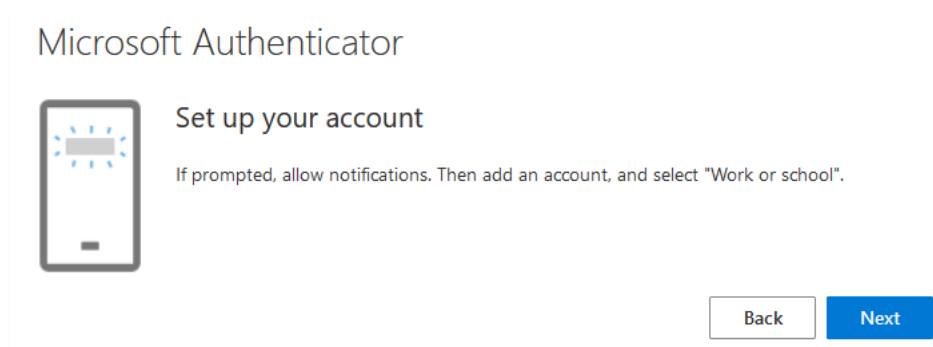 Microsoft Authenticator
Set up your account
If prompted, allow notifications. Then add an account, and select "Work or school".
Back
Next